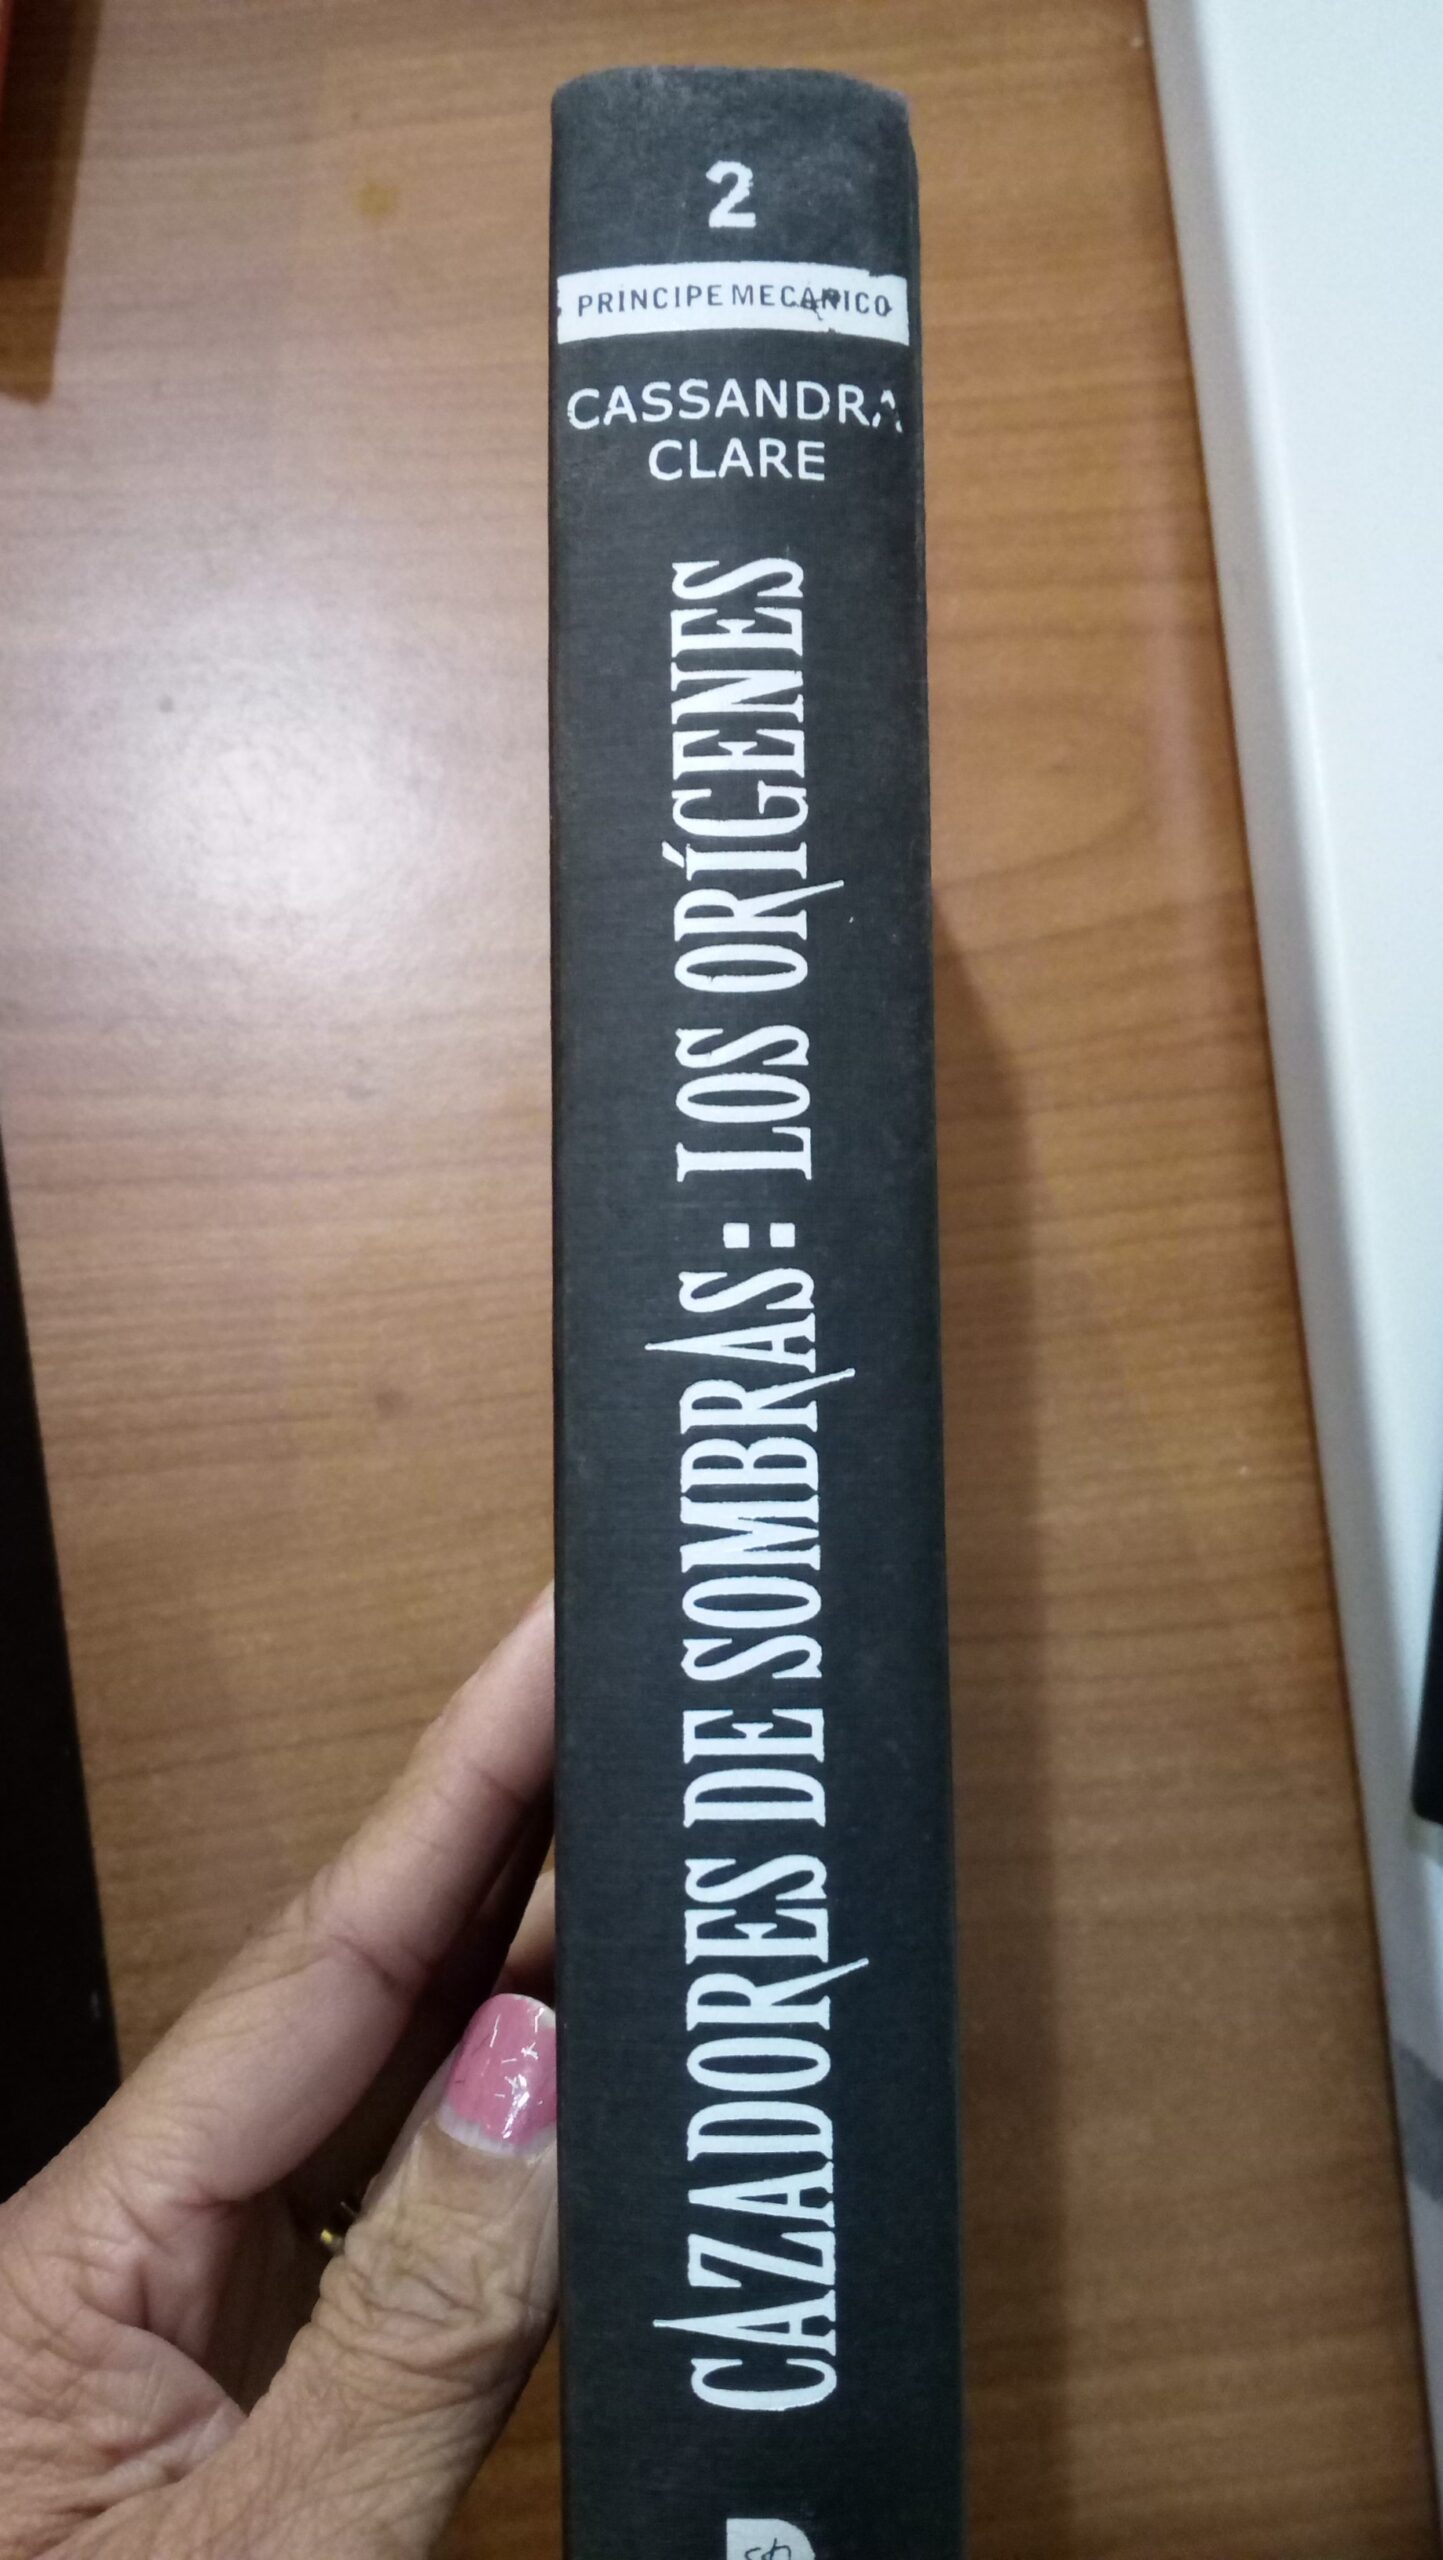 2
PRINCIPE MECANICO
CASSANDRA
CLARE
CAZADORES DE SOMBRAS: LOS ORÍGENES